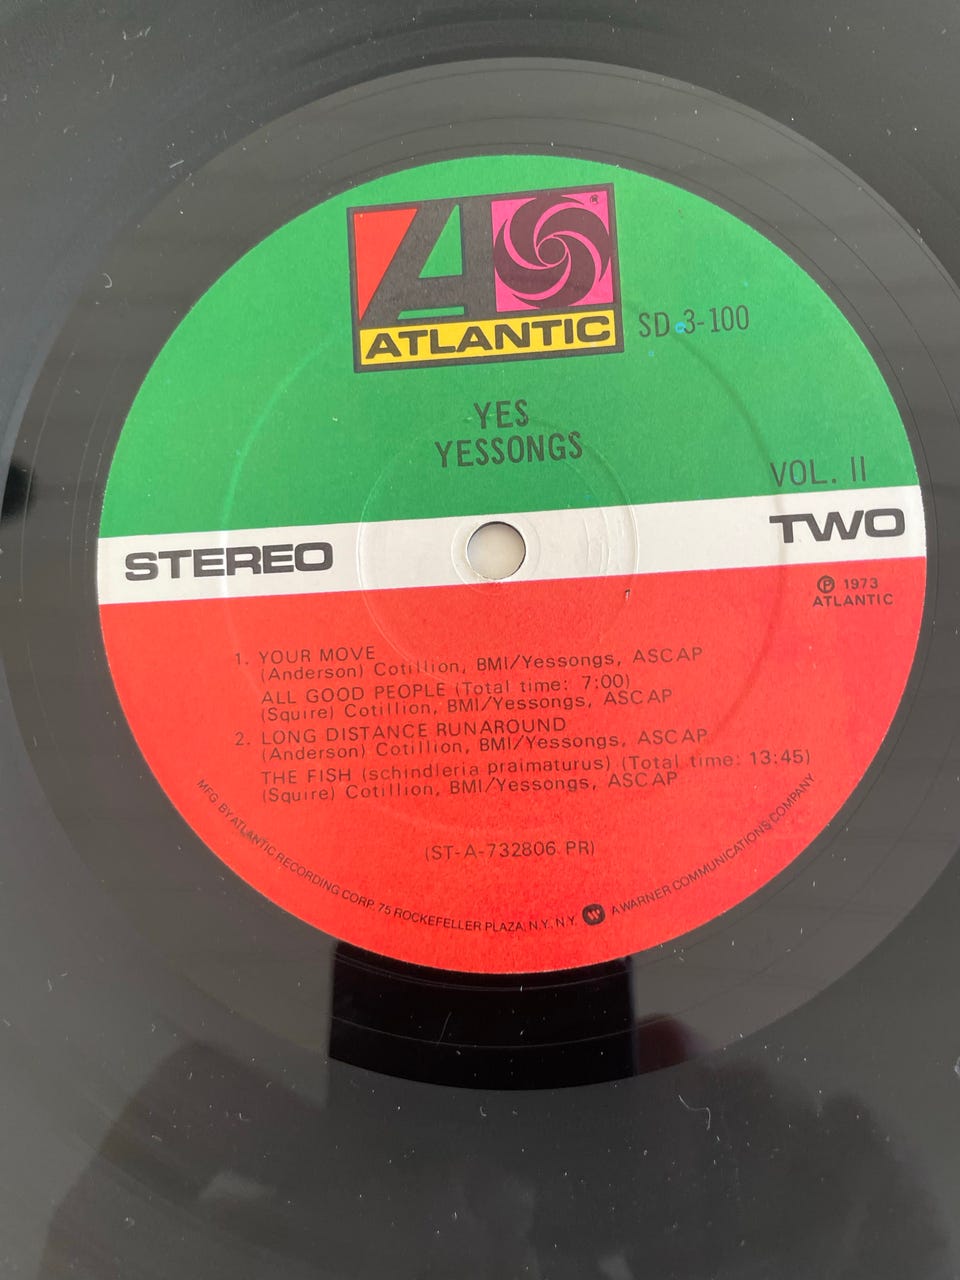 A ®
ATLANTIC
SD 3-100
YES
YESSONGS
VOL. II
STEREO
TWO
Ⓟ 1973
ATLANTIC
1. YOUR MOVE
(Anderson) Cotillion, BMI/Yessongs, ASCAP
ALL GOOD PEOPLE (Total time: 7:00)
(Squire) Cotillion, BMI/Yessongs, ASCAP
2. LONG DISTANCE RUNAROUND
(Anderson) Cotillion, BMI/Yessongs, ASCAP
THE FISH (schindleria praimaturus) (Total time: 13:45)
(Squire) Cotillion, BMI/Yessongs, ASCAP
(ST-A-732806 PR)
MFG. BY ATLANTIC RECORDING CORP. 75 ROCKEFELLER PLAZA, N.Y., N.Y. W A WARNER COMMUNICATIONS COMPANY